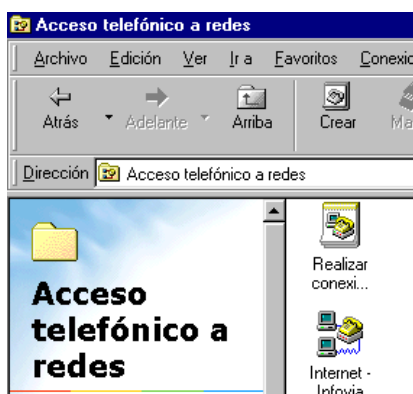 Acceso telefónico a redes
Archivo Edición Ver Ir a Favoritos
Atrás Adelante Arriba Crear
Dirección Acceso telefónico a redes
Acceso
telefónico a
redes
Realizar
conexi...
Internet -
Infovia